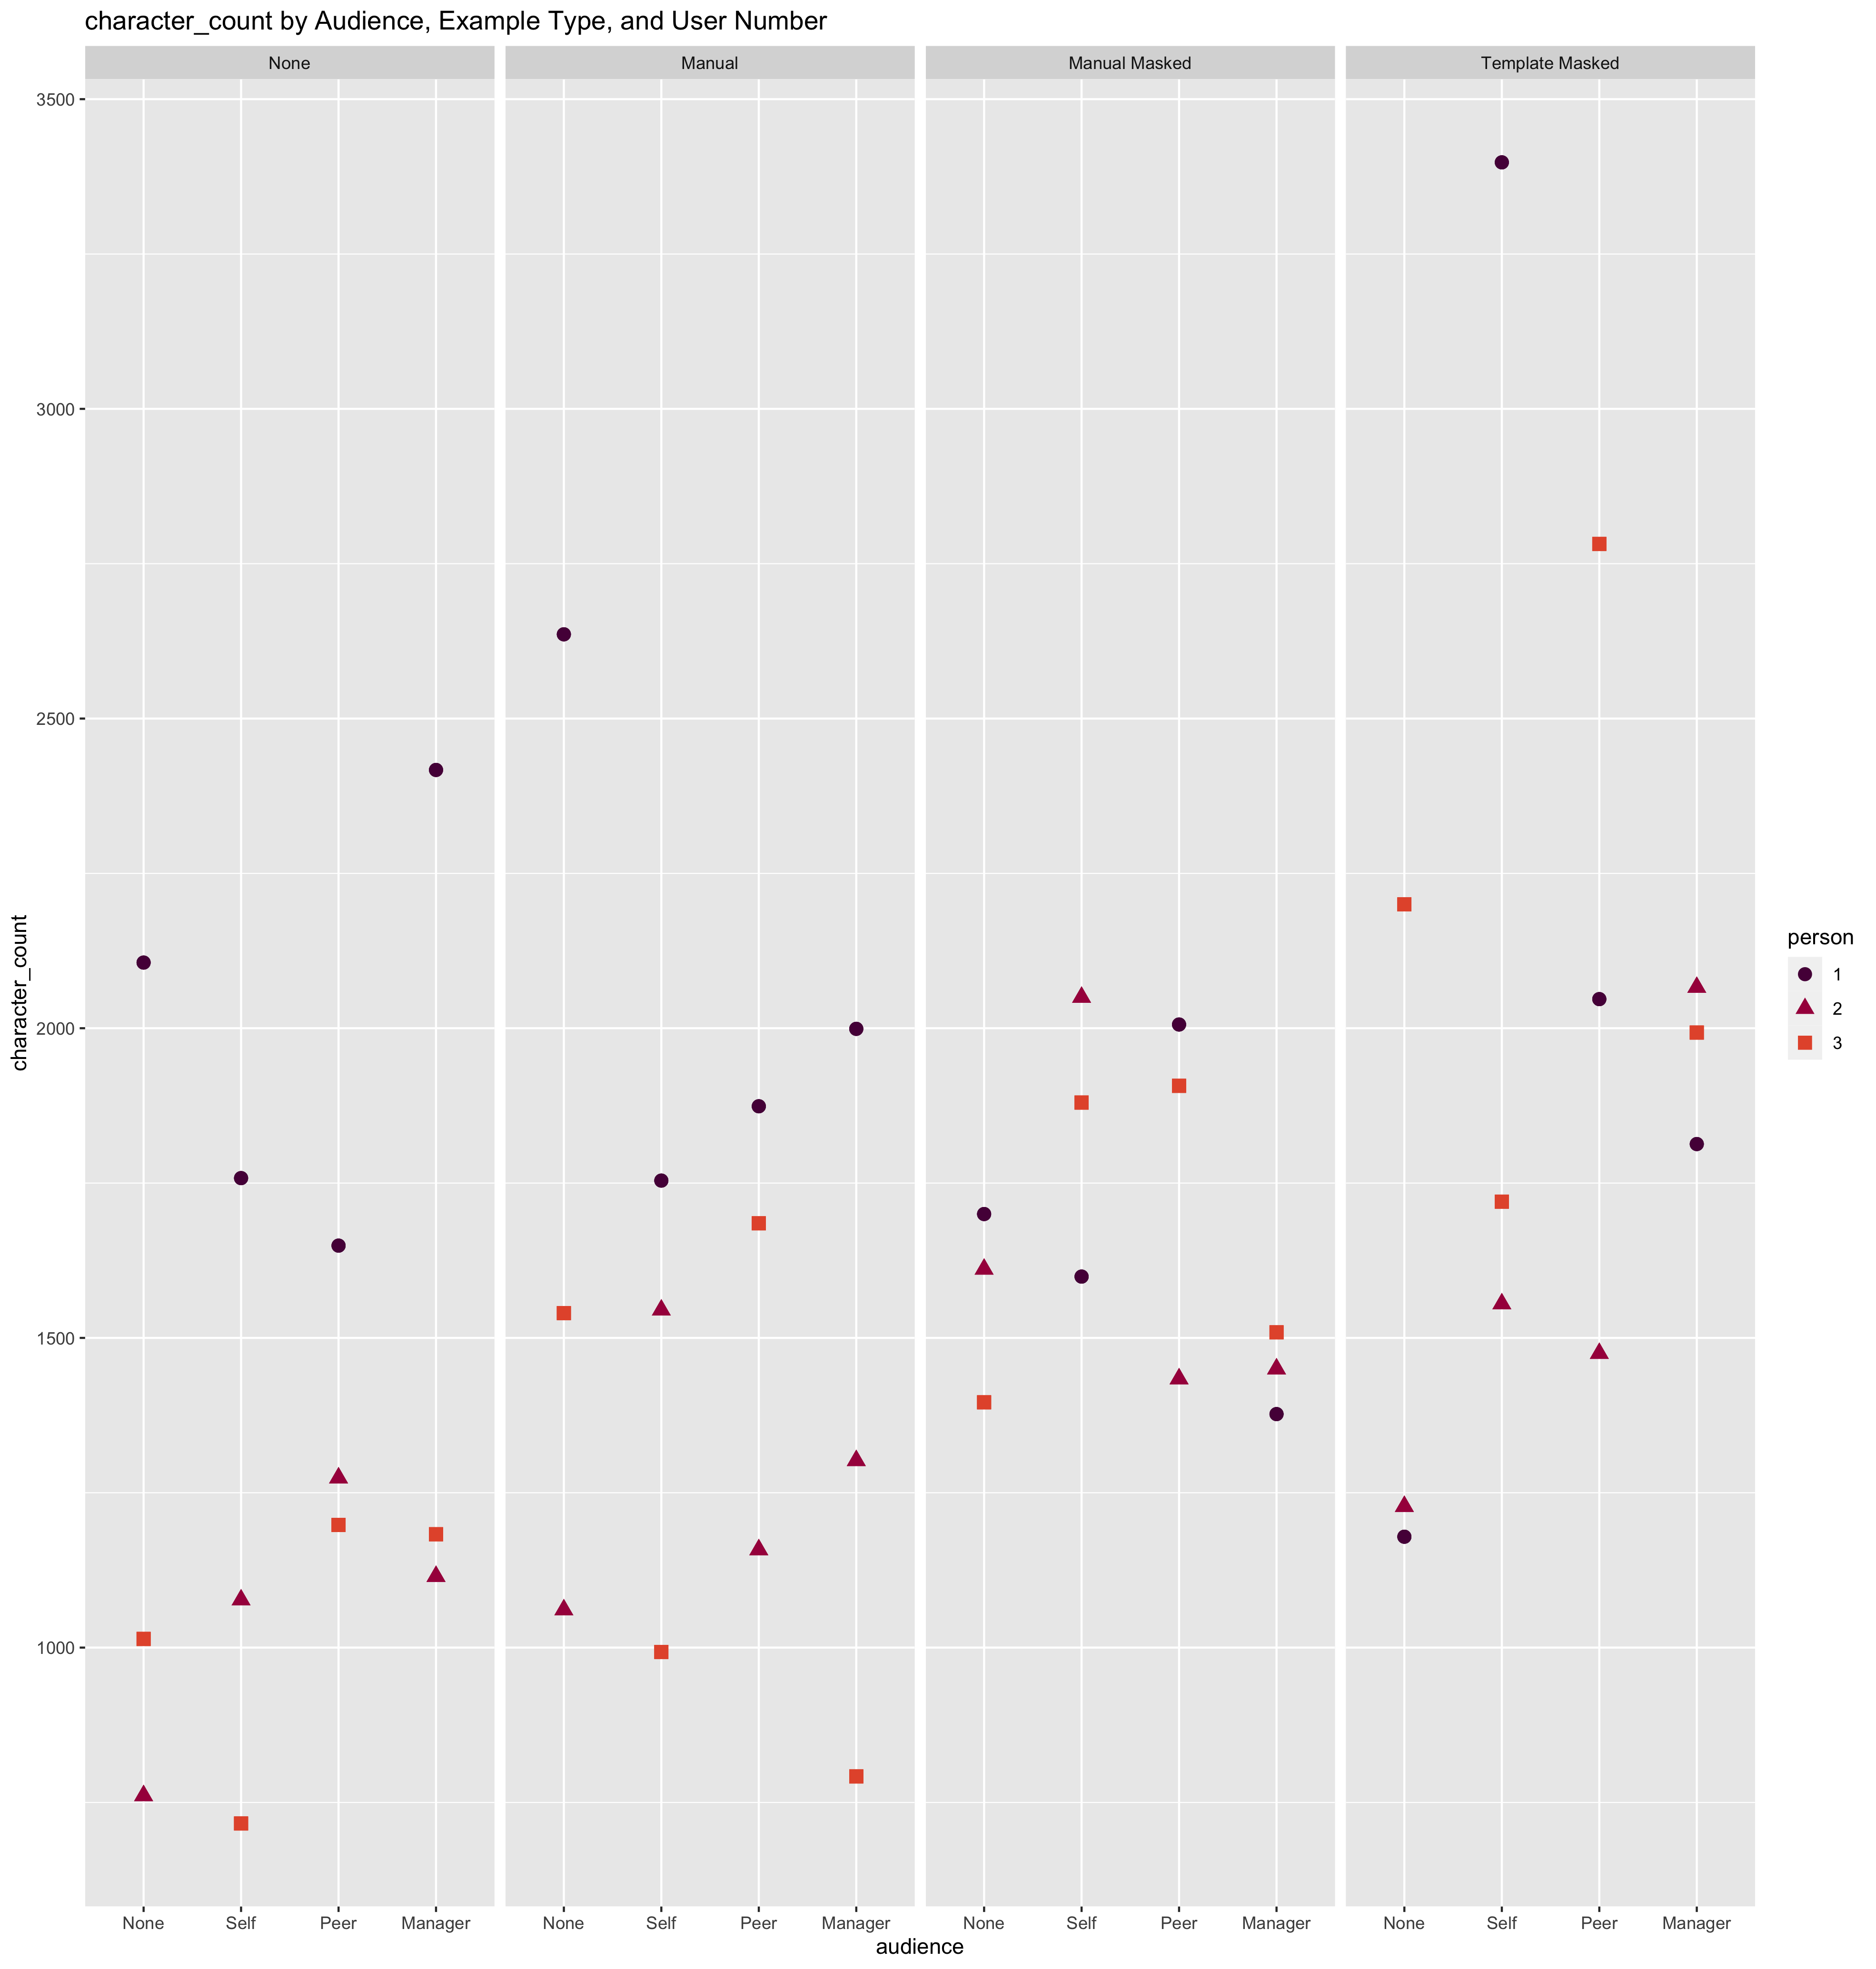 character_count by Audience, Example Type, and User Number
None Manual Manual Masked Template Masked
3500
3000
2500
2000
1500
1000
character_count
None Self Peer Manager None Self Peer Manager None Self Peer Manager None Self Peer Manager
audience
person
1
2
3